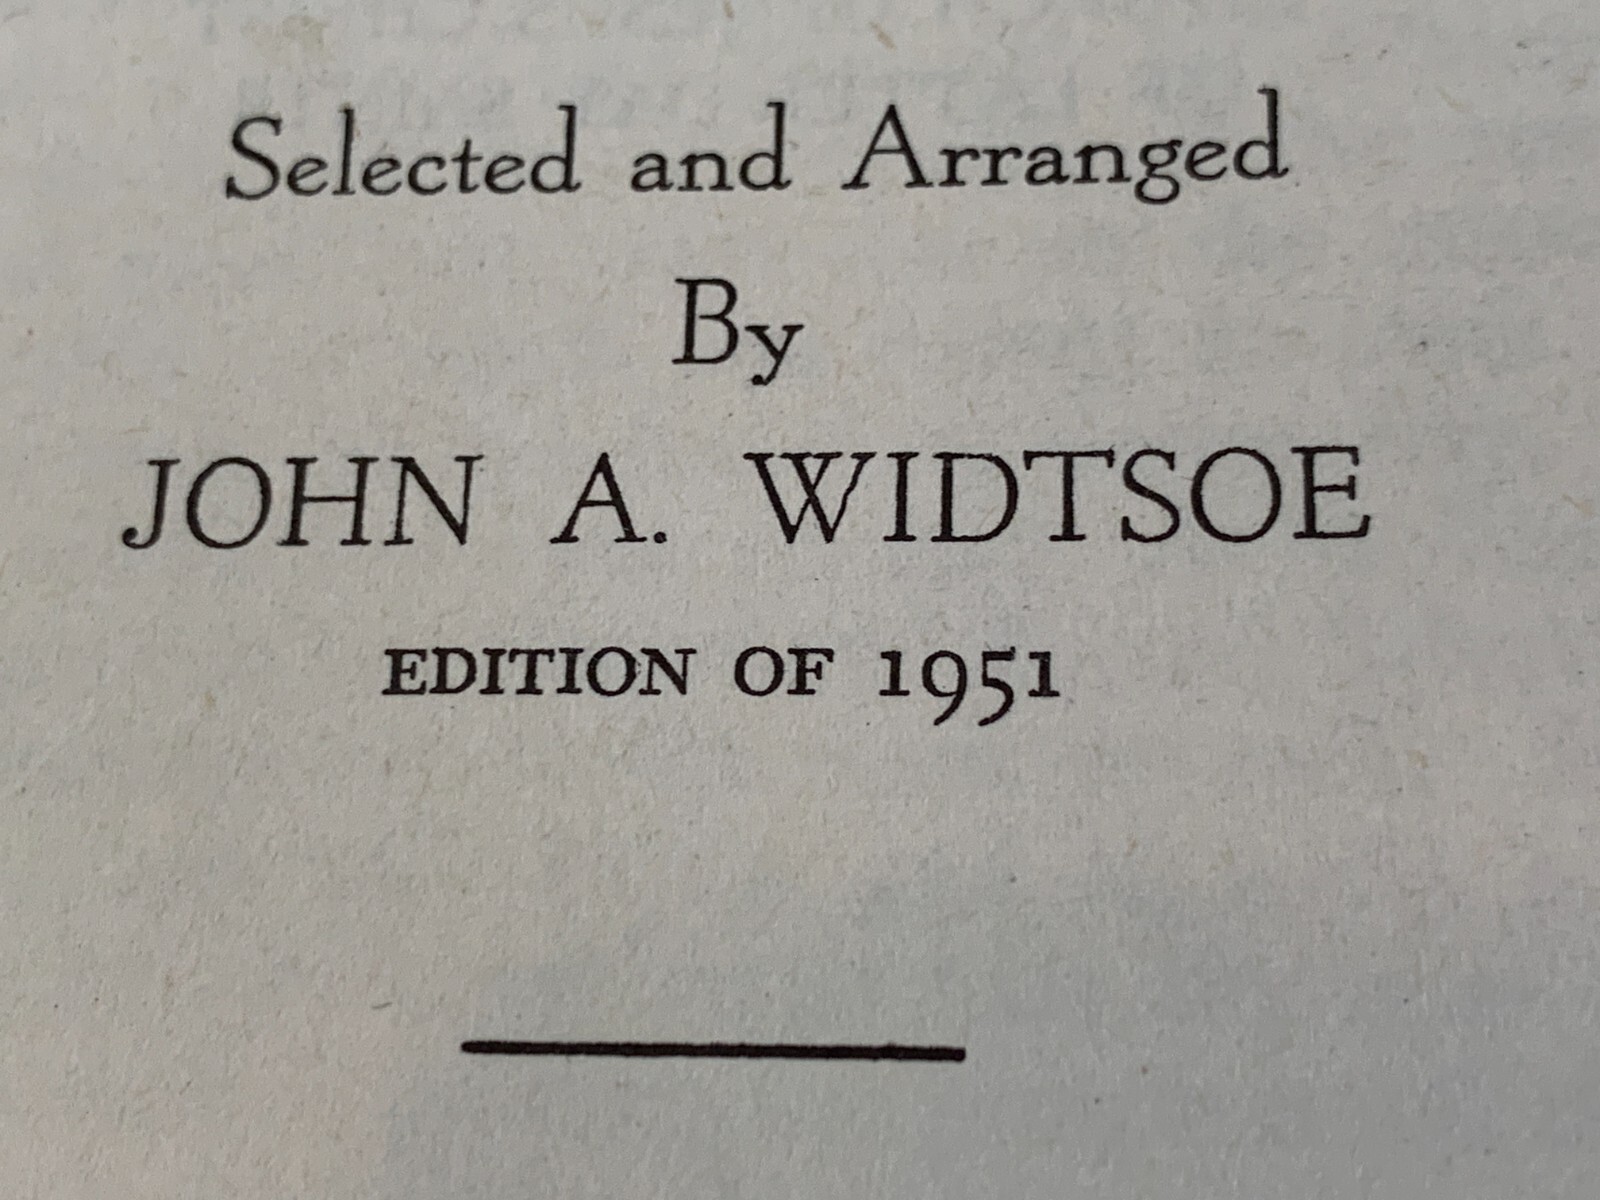 Selected and Arranged
By
JOHN A. WIDTSOE
EDITION OF 1951